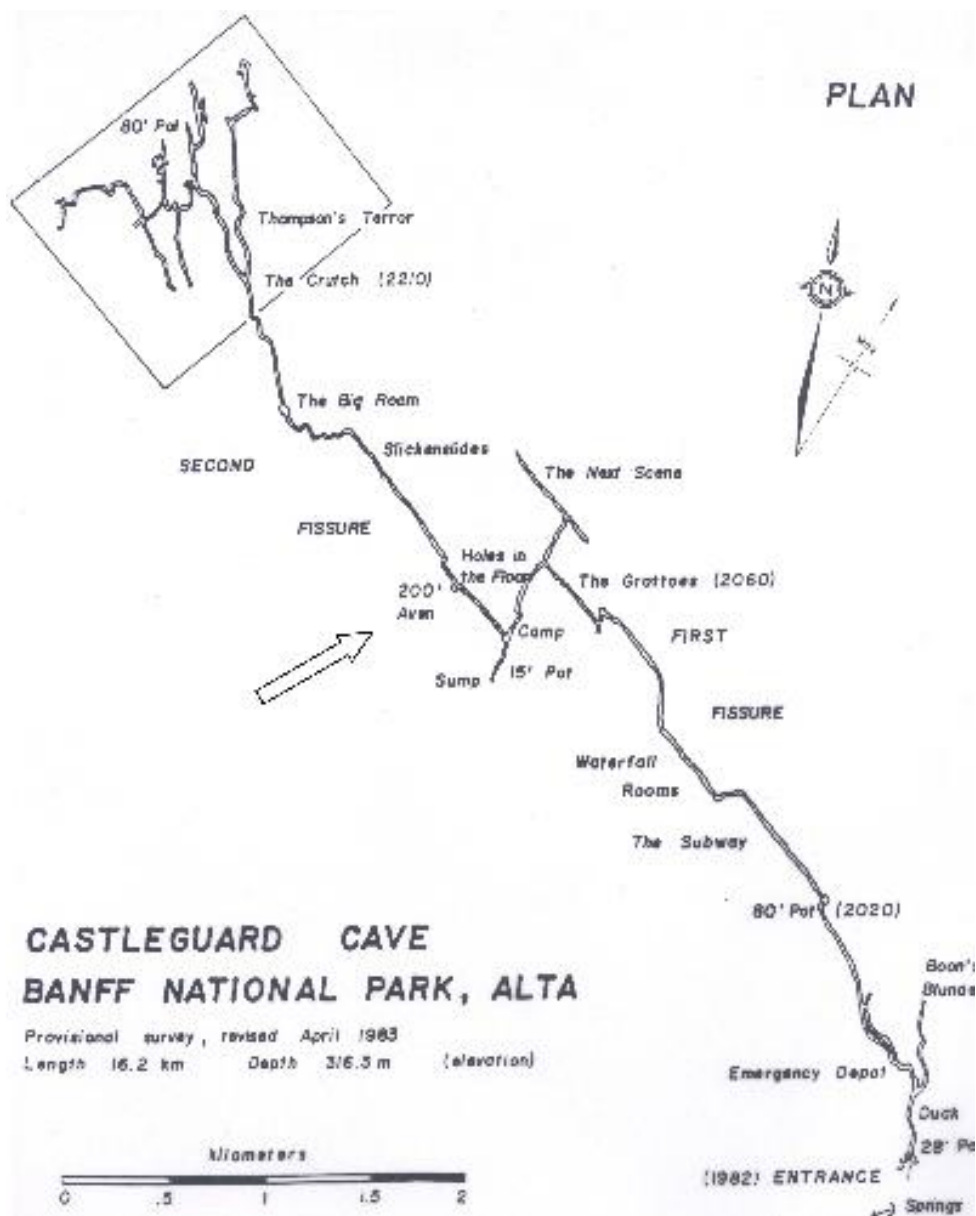 PLAN
80' Pot
Thompson's Terror
The Crutch (2210)
N
The Big Room
Slickensides
SECOND
The Next Scene
FISSURE
Holes in
the Floor
The Grottoes (2060)
200'
Aven
Camp
FIRST
15' Pot
Sump
FISSURE
Waterfall
Rooms
The Subway
80' Pot (2020)
CASTLEGUARD CAVE
BANFF NATIONAL PARK, ALTA
Boon's
Provisional survey, revised April 1983
Length 16.2 km Depth 316.5 m (elevation)
Emergency Depot
Duck
28' Po
kilometers
(1982) ENTRANCE
0 .5 1 1.5 2
Springs